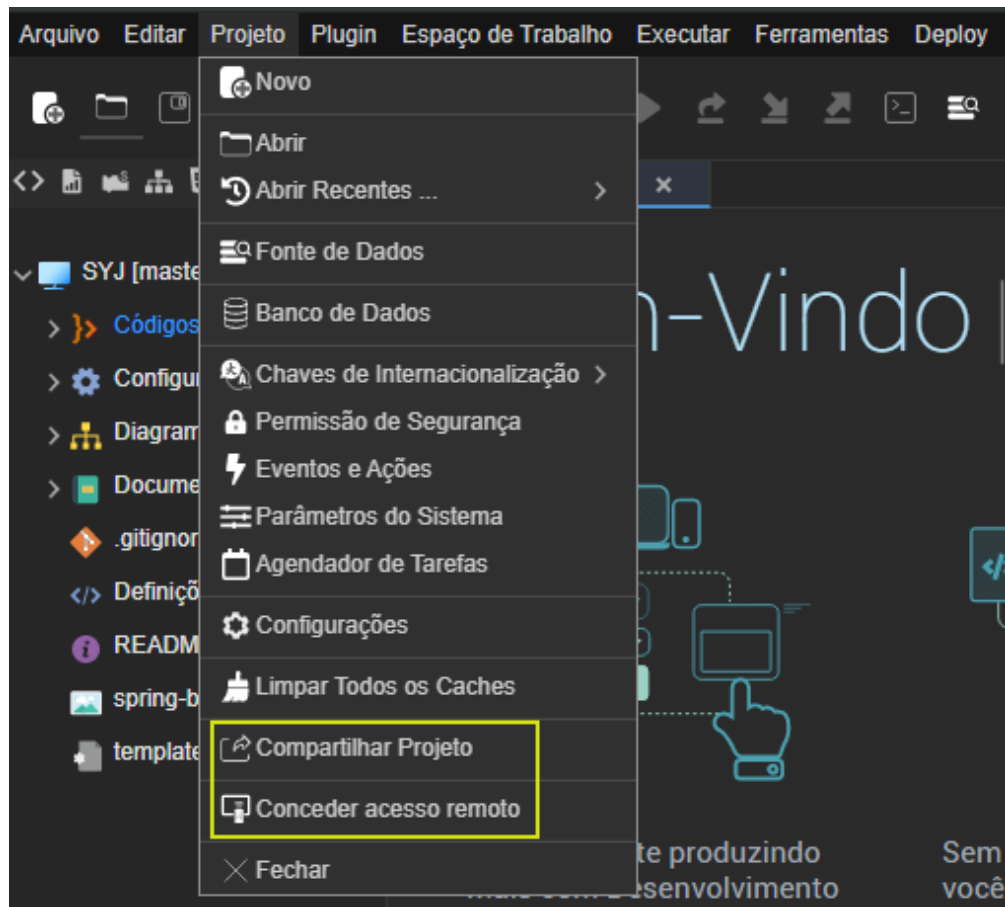 Arquivo Editar Projeto Plugin Espaço de Trabalho Executar Ferramentas Deploy
Novo
Abrir
Abrir Recentes ...
SYJ [maste
Fonte de Dados
Códigos
Banco de Dados
n-Vindo
Configu
Chaves de Internacionalização
Diagram
Permissão de Segurança
Docume
Eventos e Ações
.gitignor
Parâmetros do Sistema
Definiçõ
Agendador de Tarefas
READM
Configurações
spring-b
Limpar Todos os Caches
template
Compartilhar Projeto
Conceder acesso remoto
Fechar
te produzindo
esenvolvimento
Sem
você